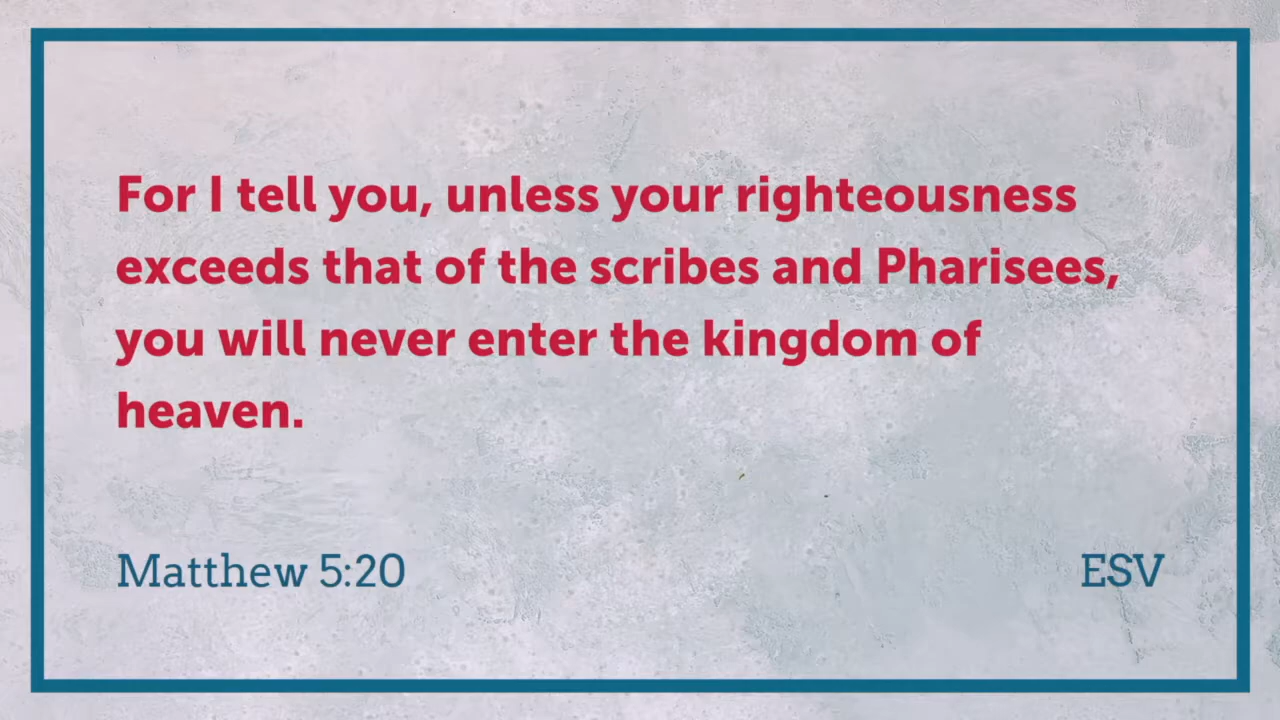 For I tell you, unless your righteousness
exceeds that of the scribes and Pharisees,
you will never enter the kingdom of
heaven.
Matthew 5:20
ESV